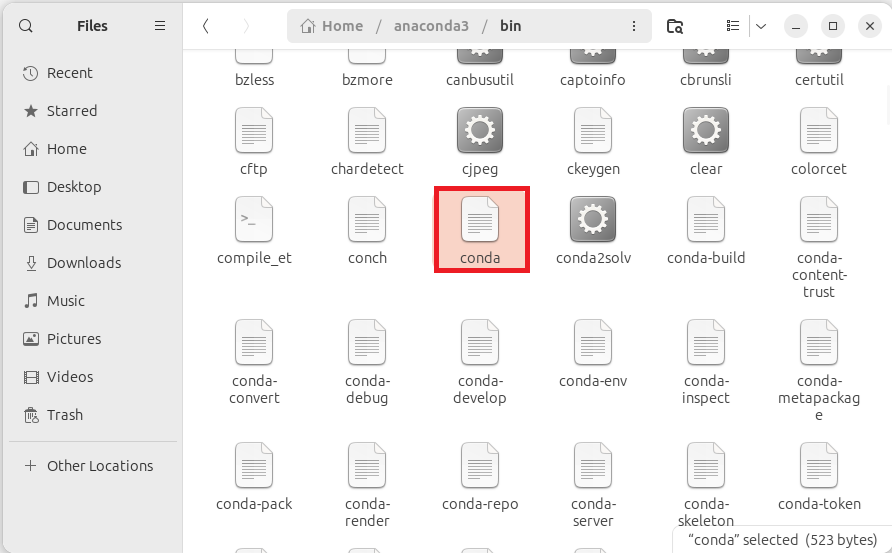 Files
Home / anaconda3 / bin
Recent
Starred
Home
Desktop
Documents
Downloads
Music
Pictures
Videos
Trash
Other Locations
bzless
bzmore
canbusutil
captoinfo
cbrunsli
certutil
cftp
chardetect
cjpeg
ckeygen
clear
colorcet
>_
compile_et
conch
conda
conda2solv
conda-build
conda-
content-
trust
conda-
convert
conda-
debug
conda-
develop
conda-env
conda-
inspect
conda-
metapackag
e
conda-pack
conda-
render
conda-repo
conda-
server
conda-
skeleton
conda-token
“conda” selected (523 bytes)